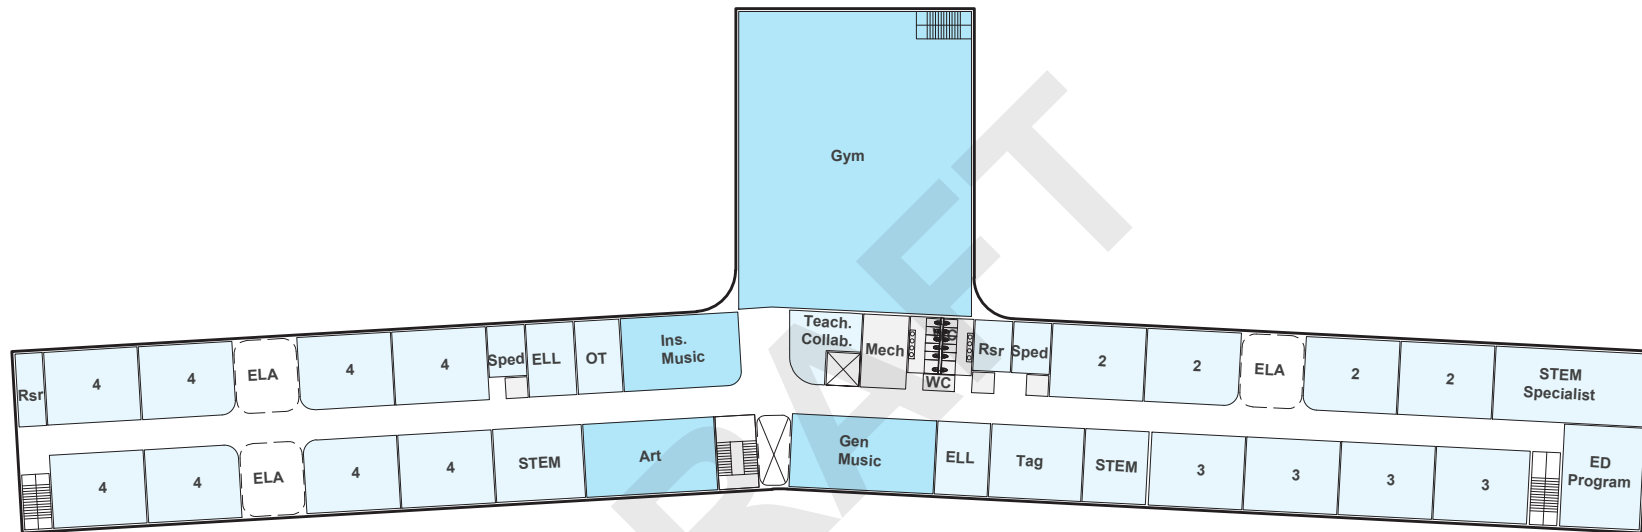 Gym
Teach.
Collab.
Mech
WC
Rsr
Sped
2
2
ELA
2
2
STEM
Specialist
Rsr
4
4
ELA
4
4
Sped
ELL
OT
Ins.
Music
4
4
ELA
4
4
STEM
Art
Gen
Music
ELL
Tag
STEM
3
3
3
3
ED
Program
DRAFT